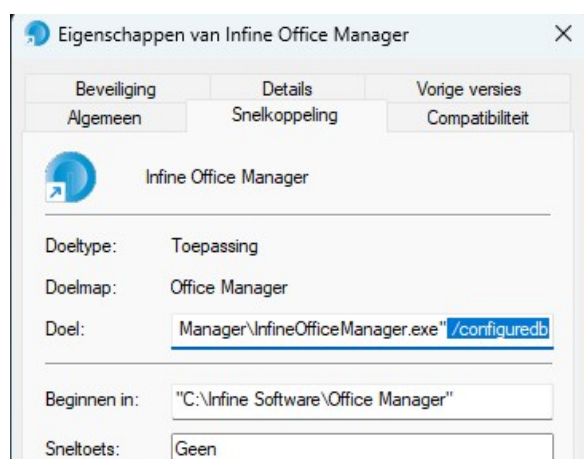 Eigenschappen van Infine Office Manager
Beveiliging Details Vorige versies
Algemeen Snelkoppeling Compatibiliteit
Infine Office Manager
Doeltype: Toepassing
Doelmap: Office Manager
Doel: Manager\InfineOfficeManager.exe" /configuredb
Beginnen in: "C:\Infine Software\Office Manager"
Sneltoets: Geen